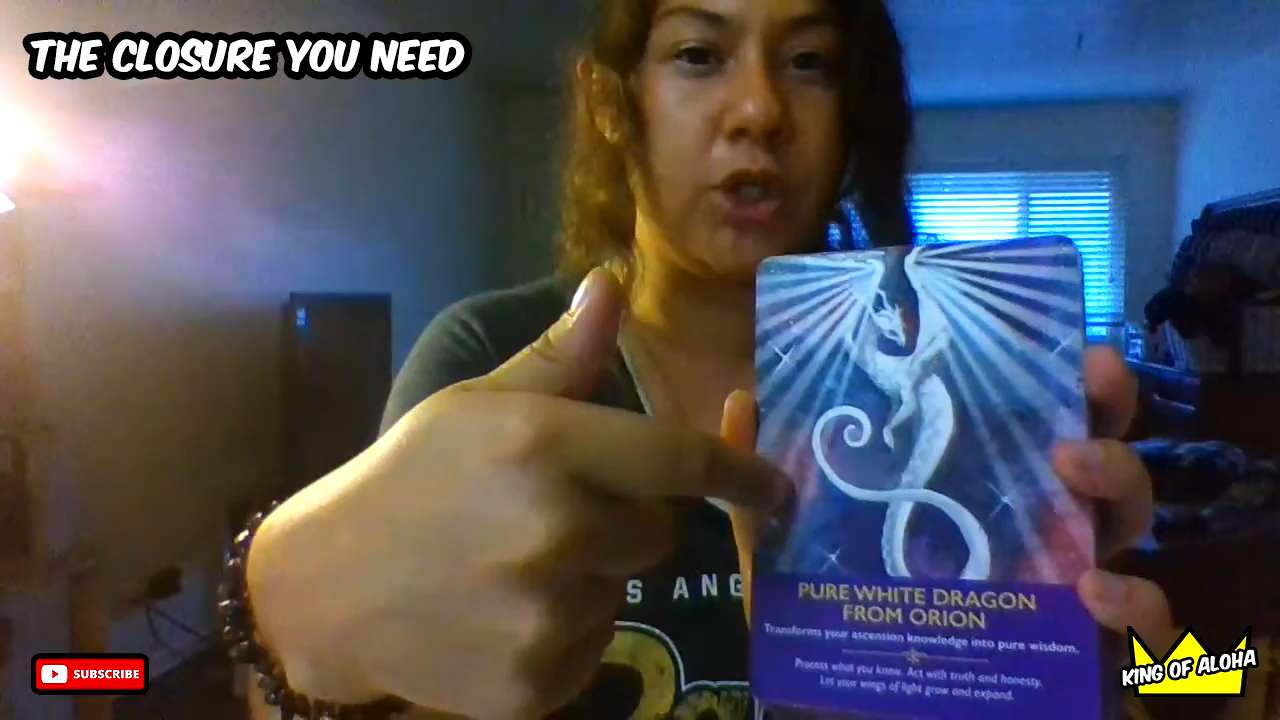 THE CLOSURE YOU NEED
S ANG
PURE WHITE DRAGON
FROM ORION
Transforms your ascension knowledge into pure wisdom.
Process what you know. Act with truth and honesty.
Let your wings of light grow and expand.
SUBSCRIBE
KING OF ALOHA